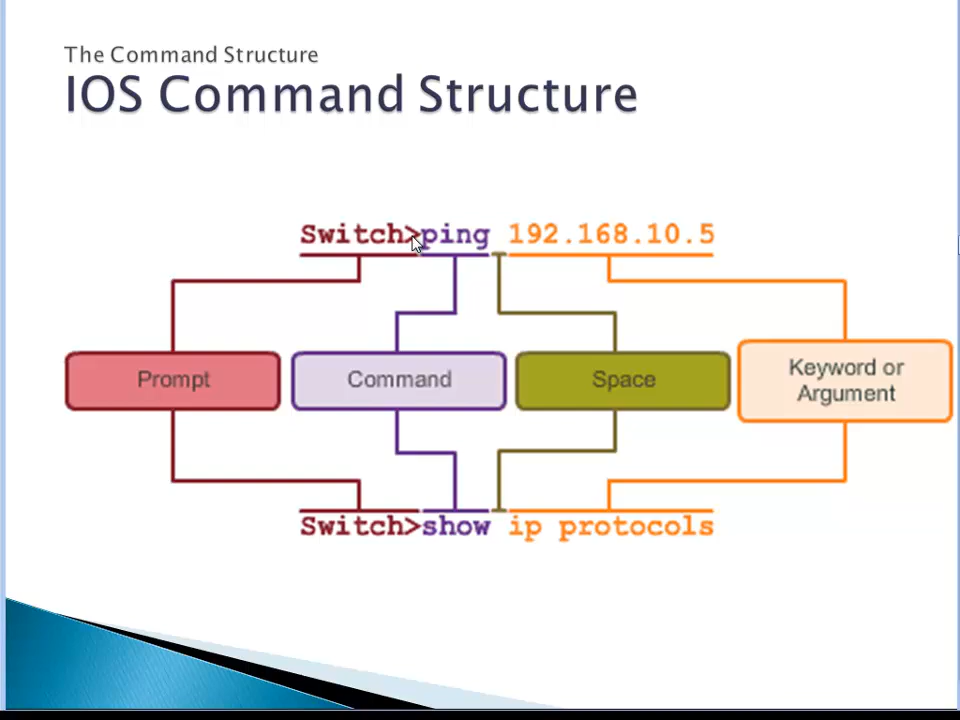 The Command Structure
IOS Command Structure
Switch>ping 192.168.10.5
Prompt
Command
Space
Keyword or
Argument
Switch>show ip protocols